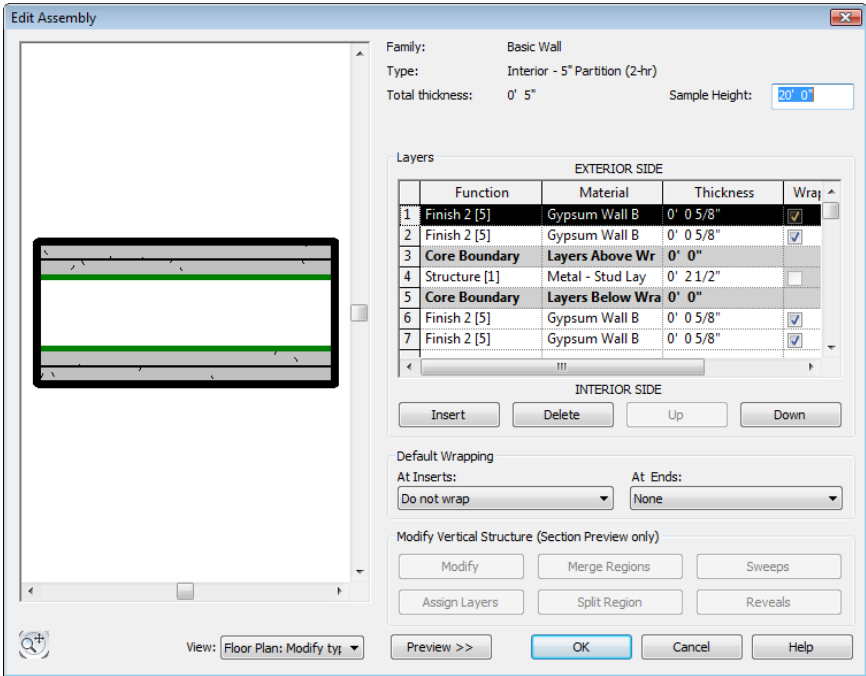 Edit Assembly
Family: Basic Wall
Type: Interior - 5" Partition (2-hr)
Total thickness: 0' 5" Sample Height: 20' 0"
Layers
EXTERIOR SIDE
Function Material Thickness Wrap
1 Finish 2 [5] Gypsum Wall B 0' 0 5/8"
2 Finish 2 [5] Gypsum Wall B 0' 0 5/8"
3 Core Boundary Layers Above Wr 0' 0"
4 Structure [1] Metal - Stud Lay 0' 2 1/2"
5 Core Boundary Layers Below Wra 0' 0"
6 Finish 2 [5] Gypsum Wall B 0' 0 5/8"
7 Finish 2 [5] Gypsum Wall B 0' 0 5/8"
INTERIOR SIDE
Insert Delete Up Down
Default Wrapping
At Inserts: At Ends:
Do not wrap None
Modify Vertical Structure (Section Preview only)
Modify Merge Regions Sweeps
Assign Layers Split Region Reveals
View: Floor Plan: Modify typ Preview >> OK Cancel Help